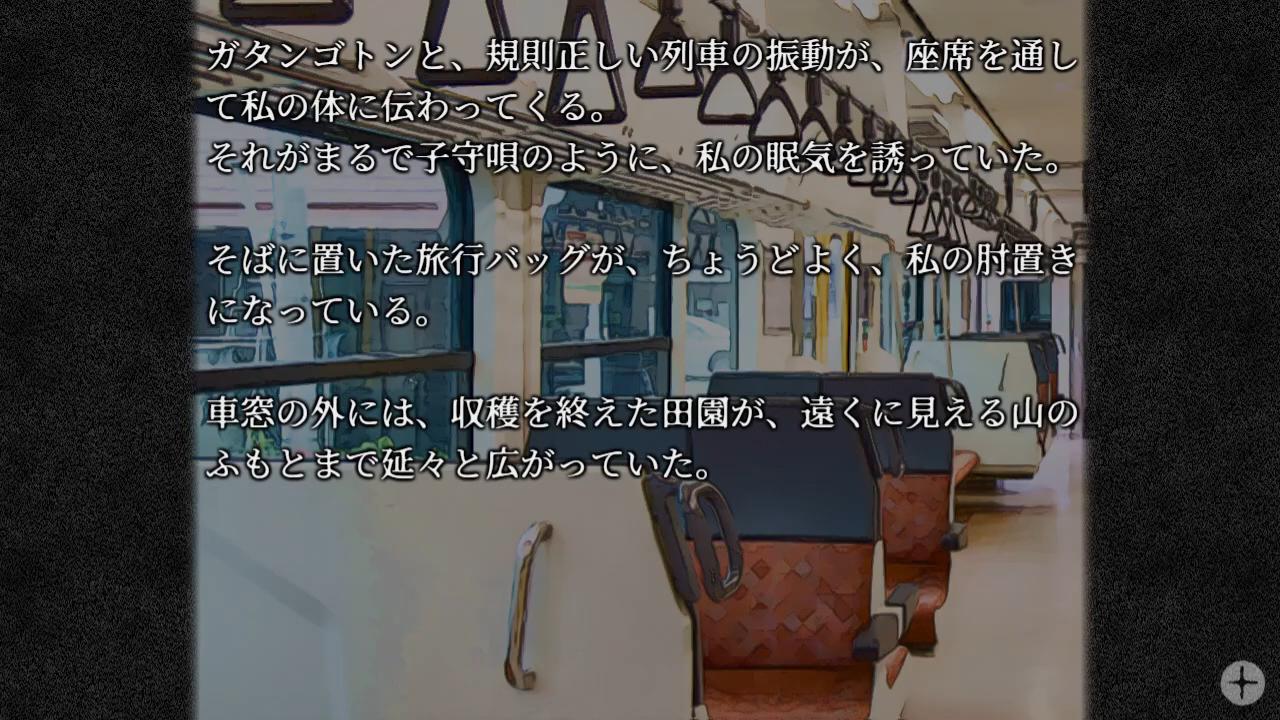 ガタンゴトンと、規則正しい列車の振動が、座席を通し
て私の体に伝わってくる。
それがまるで子守唄のように、私の眠気を誘っていた。
そばに置いた旅行バッグが、ちょうどよく、私の肘置き
になっている。
車窓の外には、収穫を終えた田園が、遠くに見える山の
ふもとまで延々と広がっていた。